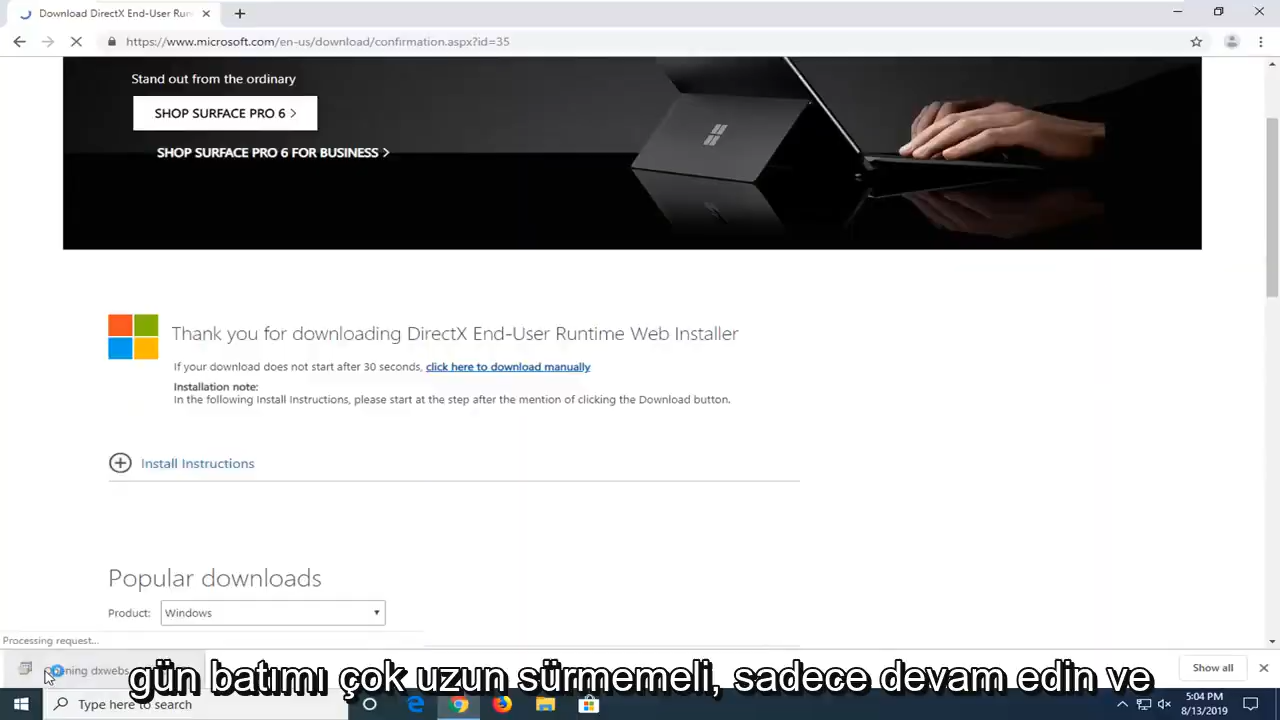 Download DirectX End-User Run
https://www.microsoft.com/en-us/download/confirmation.aspx?id=35
Stand out from the ordinary
SHOP SURFACE PRO 6 >
SHOP SURFACE PRO 6 FOR BUSINESS >
Thank you for downloading DirectX End-User Runtime Web Installer
If your download does not start after 30 seconds, click here to download manually
Installation note:
In the following Install Instructions, please start at the step after the mention of clicking the Download button.
Install Instructions
Popular downloads
Product: Windows
Processing request...
Opening dxwebs
Show all
gün batımı çok uzun sürmemeli, sadece devam edin ve
Type here to search
5:04 PM
8/13/2019